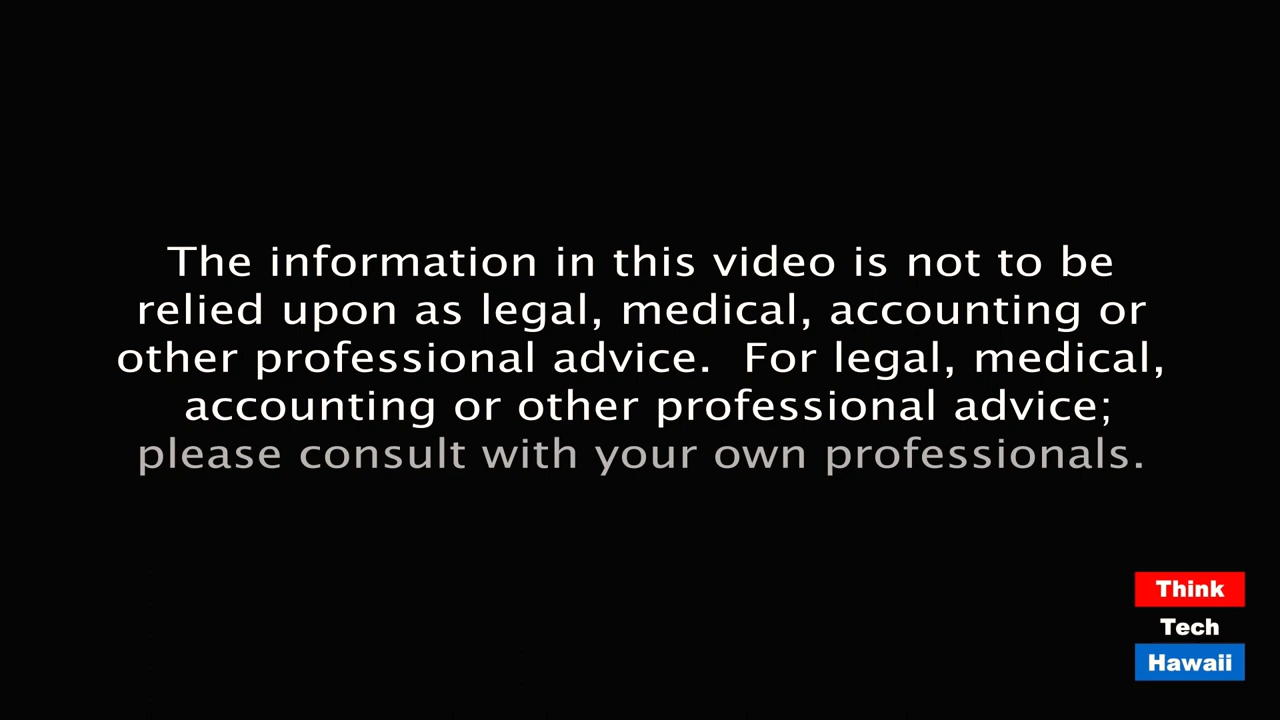 The information in this video is not to be
relied upon as legal, medical, accounting or
other professional advice.  For legal, medical,
accounting or other professional advice;
please consult with your own professionals.
Think
Tech
Hawaii